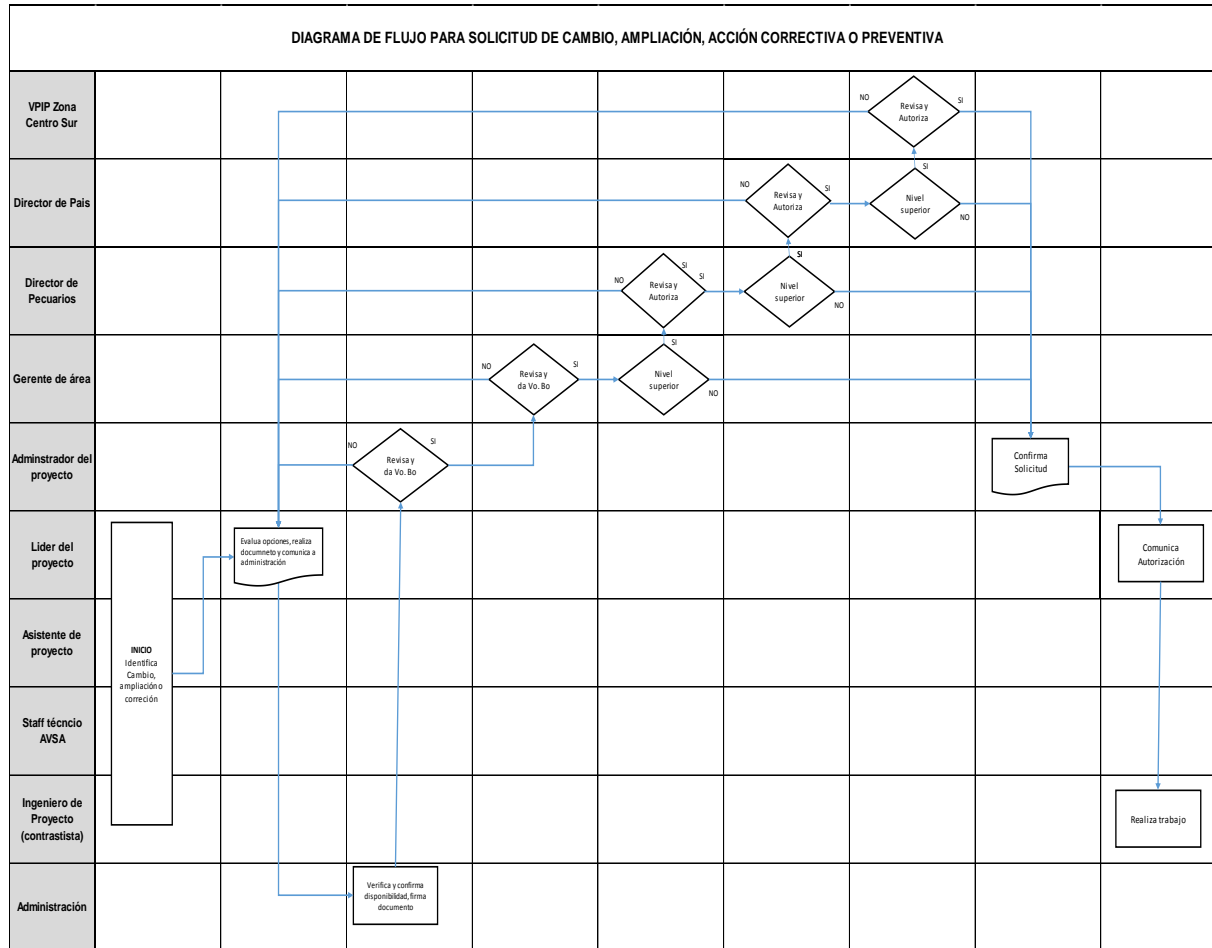 DIAGRAMA DE FLUJO PARA SOLICITUD DE CAMBIO, AMPLIACIÓN, ACCIÓN CORRECTIVA O PREVENTIVA
VPIP Zona
Centro Sur
NO
Revisa y
Autoriza
SI
Director de Pais
NO
Revisa y
Autoriza
SI
SI
Nivel
superior
NO
Director de
Pecuarios
NO
Revisa y
Autoriza
SI
SI
SI
Nivel
superior
NO
Gerente de área
NO
Revisa y
da Vo. Bo
SI
SI
Nivel
superior
NO
Adminstrador del
proyecto
NO
Revisa y
da Vo. Bo
SI
Confirma
Solicitud
Lider del
proyecto
Evalua opciones, realiza
documneto y comunica a
administración
Comunica
Autorización
Asistente de
proyecto
INICIO
Identifica
Cambio,
ampliación o
correción
Staff técncio
AVSA
Ingeniero de
Proyecto
(contrastista)
Realiza trabajo
Administración
Verifica y confirma
disponibilidad, firma
documento